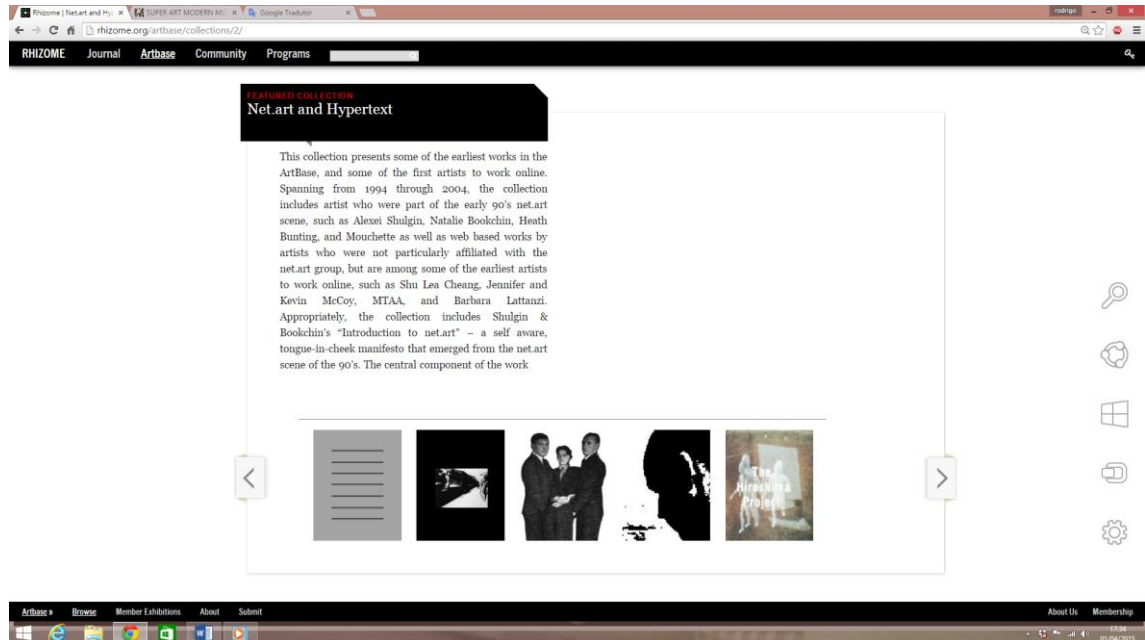 Rhizome | Net.art and Hy
SUPER ART MODERN MU
Google Tradutor
rodrigo
rhizome.org/artbase/collections/2/
RHIZOME Journal Artbase Community Programs
FEATURED COLLECTION
Net.art and Hypertext
This collection presents some of the earliest works in the
ArtBase, and some of the first artists to work online.
Spanning from 1994 through 2004, the collection
includes artist who were part of the early 90's net.art
scene, such as Alexei Shulgin, Natalie Bookchin, Heath
Bunting, and Mouchette as well as web based works by
artists who were not particularly affiliated with the
net.art group, but are among some of the earliest artists
to work online, such as Shu Lea Cheang, Jennifer and
Kevin McCoy, MTAA, and Barbara Lattanzi.
Appropriately, the collection includes Shulgin &
Bookchin's “Introduction to net.art” – a self aware,
tongue-in-cheek manifesto that emerged from the net.art
scene of the 90's. The central component of the work
The
Hiroshima
Project
Artbase » Browse Member Exhibitions About Submit
About Us Membership
17:34
01/04/2015